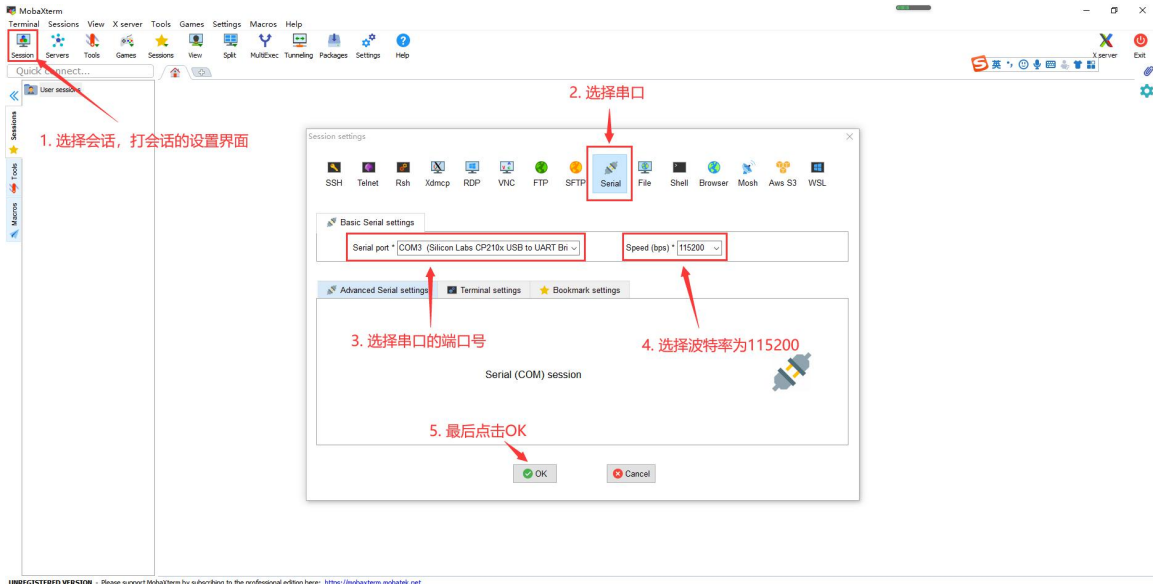 MobaXterm
Terminal Sessions View X server Tools Games Settings Macros Help
Session Servers Tools Games Sessions View Split MultiExec Tunneling Packages Settings Help X server Exit
Quick connect...
英
User sessions
Sessions
Tools
Macros
1. 选择会话，打会话的设置界面
2. 选择串口
Session settings
SSH Telnet Rsh Xdmcp RDP VNC FTP SFTP Serial File Shell Browser Mosh Aws S3 WSL
Basic Serial settings
Serial port * COM3 (Silicon Labs CP210x USB to UART Bri Speed (bps) * 115200
Advanced Serial settings Terminal settings Bookmark settings
3. 选择串口的端口号
4. 选择波特率为115200
Serial (COM) session
5. 最后点击OK
OK Cancel
UNREGISTERED VERSION - Please support MobaXterm by subscribing to the professional edition here: https://mobaxterm.mobatek.net